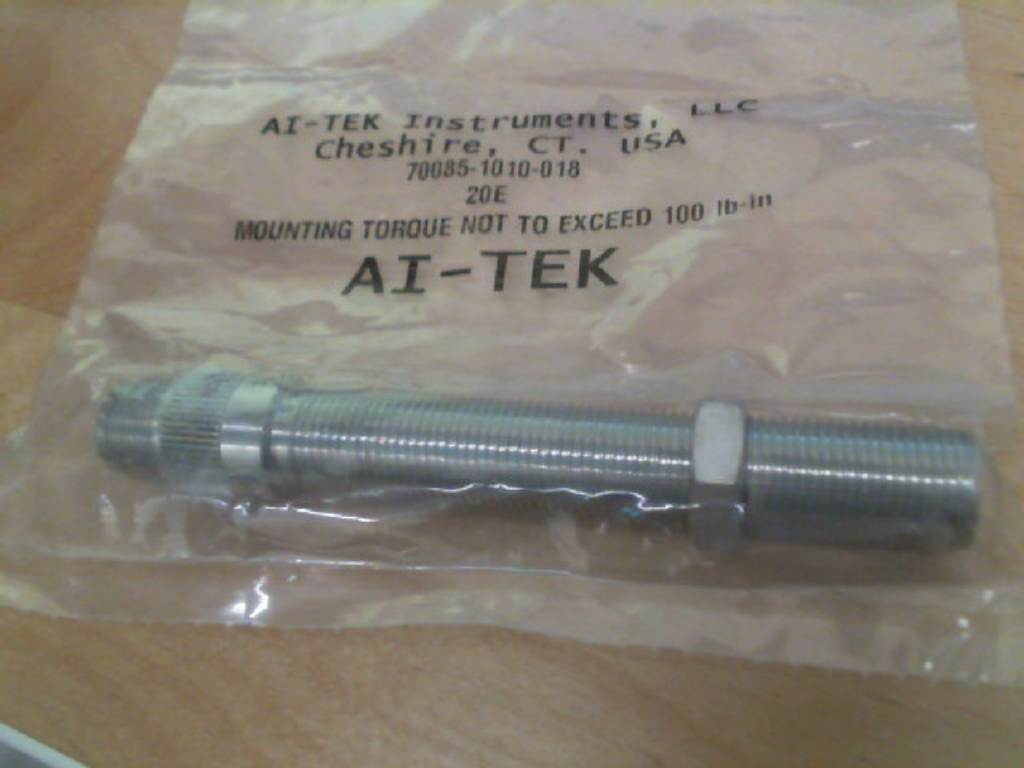 AI-TEK Instruments, LLC
Cheshire, CT. USA
70085-1010-018
20E
MOUNTING TORQUE NOT TO EXCEED 100 lb-in
AI-TEK